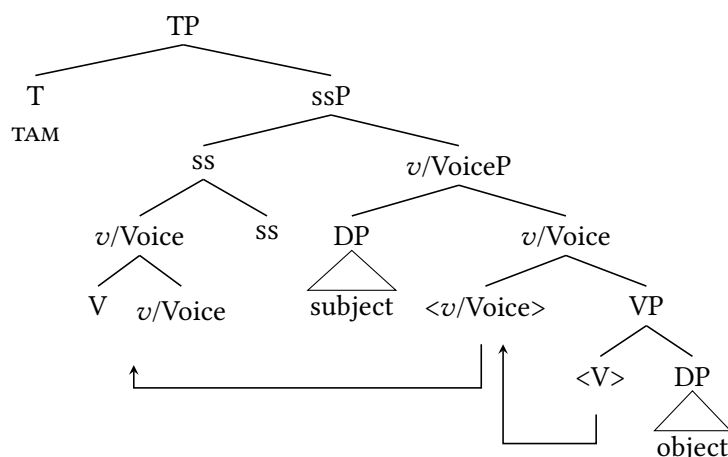 TP
T ssP
TAM
ss v/VoiceP
v/Voice ss DP v/Voice
V v/Voice subject <v/Voice> VP
<V> DP
object